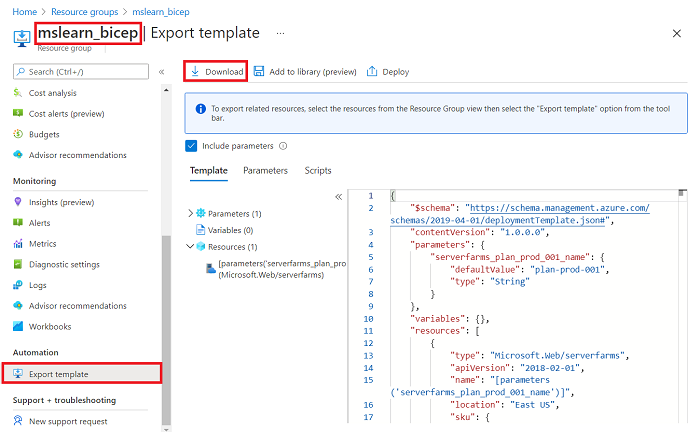 Home > Resource groups > mslearn_bicep
mslearn_bicep | Export template ...
Resource group
Search (Ctrl+/)
«
Cost analysis
Cost alerts (preview)
Budgets
Advisor recommendations
Monitoring
Insights (preview)
Alerts
Metrics
Diagnostic settings
Logs
Advisor recommendations
Workbooks
Automation
Export template
Support + troubleshooting
New support request
Download Add to library (preview) Deploy
To export related resources, select the resources from the Resource Group view then select the "Export template" option from the tool
bar.
Include parameters
Template Parameters Scripts
«
Parameters (1)
Variables (0)
Resources (1)
[parameters('serverfarms_plan_pro
(Microsoft.Web/serverfarms)
1 {
2 "$schema": "https://schema.management.azure.com/
schemas/2019-04-01/deploymentTemplate.json#",
3 "contentVersion": "1.0.0.0",
4 "parameters": {
5 "serverfarms_plan_prod_001_name": {
6 "defaultValue": "plan-prod-001",
7 "type": "String"
8 }
9 },
10 "variables": {},
11 "resources": [
12 {
13 "type": "Microsoft.Web/serverfarms",
14 "apiVersion": "2018-02-01",
15 "name": "[parameters
('serverfarms_plan_prod_001_name')]",
16 "location": "East US",
17 "sku": {